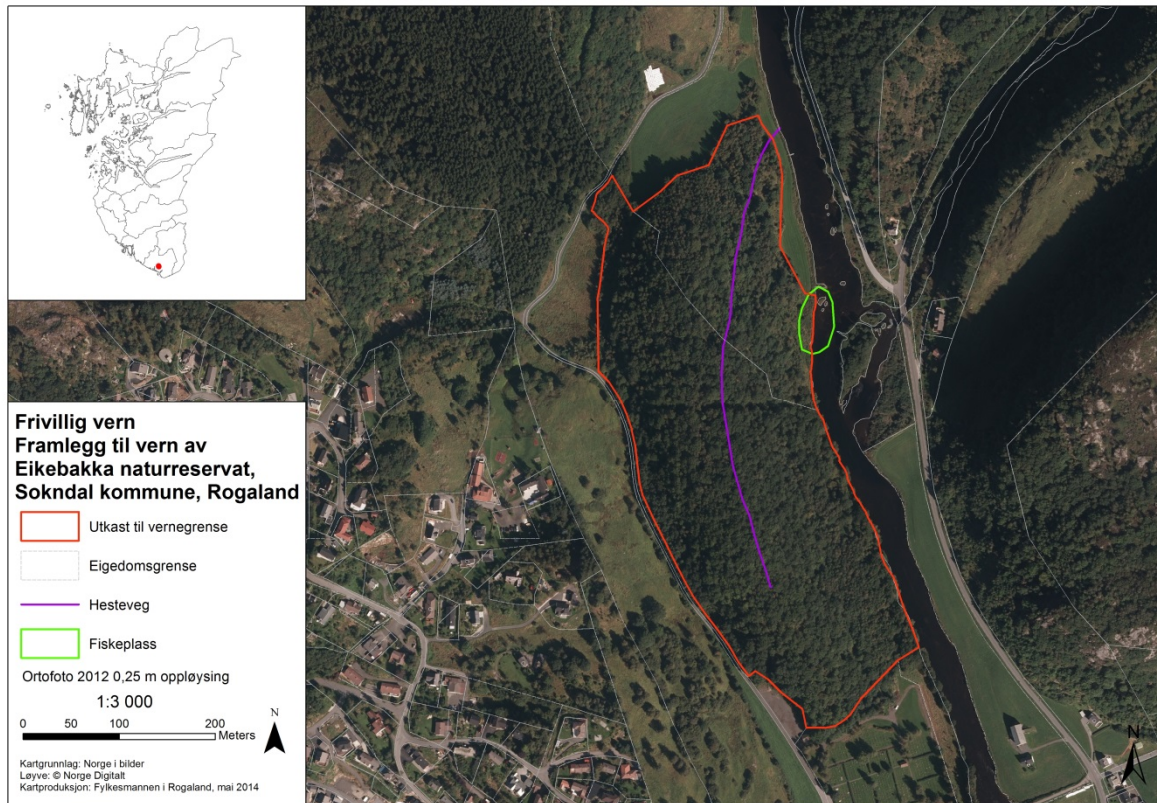 Frivillig vern
Framlegg til vern av
Eikebakka naturreservat,
Sokndal kommune, Rogaland
Utkast til vernegrense
Eigedomsgrense
Hesteveg
Fiskeplass
Ortofoto 2012 0,25 m oppløysing
1:3 000
0 50 100 200
Meters
N
Kartgrunnlag: Norge i bilder
Løyve: © Norge Digitalt
Kartproduksjon: Fylkesmannen i Rogaland, mai 2014
N